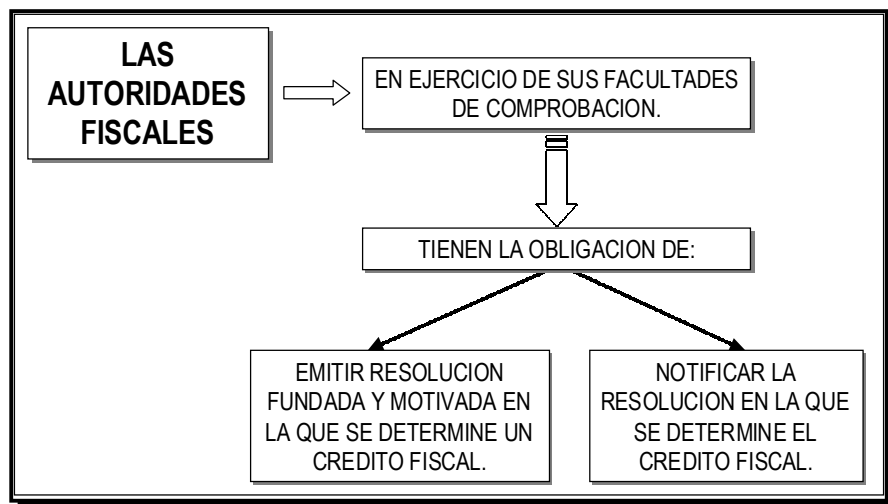 LAS
AUTORIDADES
FISCALES
EN EJERCICIO DE SUS FACULTADES
DE COMPROBACION.
TIENEN LA OBLIGACION DE:
EMITIR RESOLUCION
FUNDADA Y MOTIVADA EN
LA QUE SE DETERMINE UN
CREDITO FISCAL.
NOTIFICAR LA
RESOLUCION EN LA QUE
SE DETERMINE EL
CREDITO FISCAL.